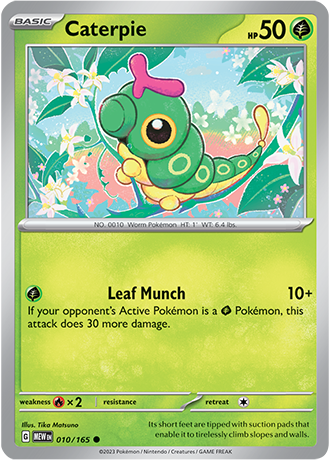 BASIC
Caterpie
HP 50
NO. 0010 Worm Pokémon HT: 1' WT: 6.4 lbs.
Leaf Munch 10+
If your opponent's Active Pokémon is a Pokémon, this
attack does 30 more damage.
weakness ×2 resistance retreat
Illus. Tika Matsuno
G MEW EN 010/165
Its short feet are tipped with suction pads that
enable it to tirelessly climb slopes and walls.
©2023 Pokémon / Nintendo / Creatures / GAME FREAK